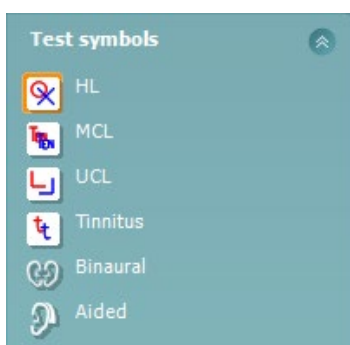 Test symbols
HL
MCL
UCL
Tinnitus
Binaural
Aided